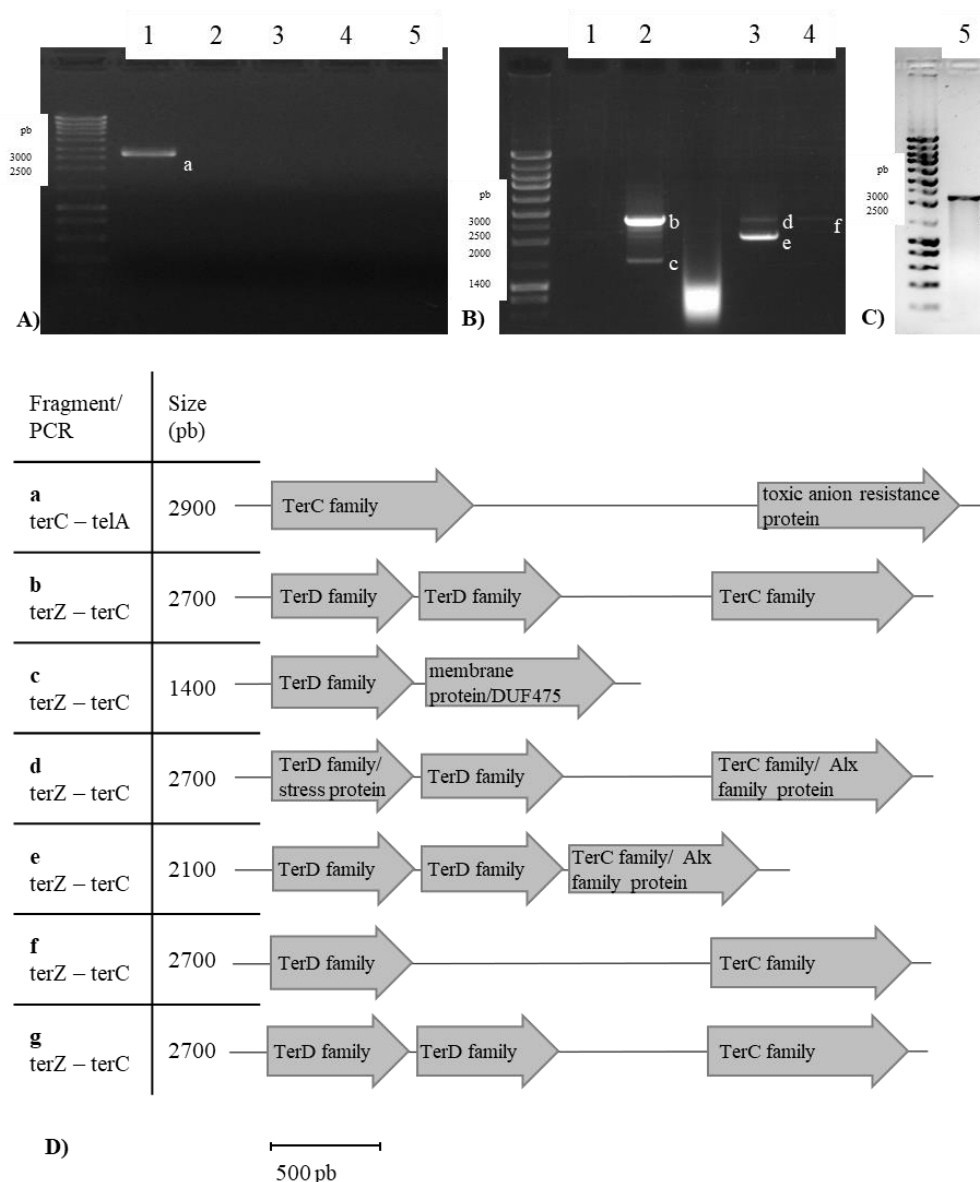 1 2 3 4 5
pb
3000
2500
a
A)
1 2 3 4
pb
3000
2500
2000
1400
b
c
d
e
f
B)
5
pb
3000
2500
C)
Fragment/
PCR
Size
(pb)
a
terC – telA
2900
TerC family
toxic anion resistance
protein
b
terZ – terC
2700
TerD family
TerD family
TerC family
c
terZ – terC
1400
TerD family
membrane
protein/DUF475
d
terZ – terC
2700
TerD family/
stress protein
TerD family
TerC family/ Alx
family protein
e
terZ – terC
2100
TerD family
TerD family
TerC family/ Alx
family protein
f
terZ – terC
2700
TerD family
TerC family
g
terZ – terC
2700
TerD family
TerD family
TerC family
D)
500 pb